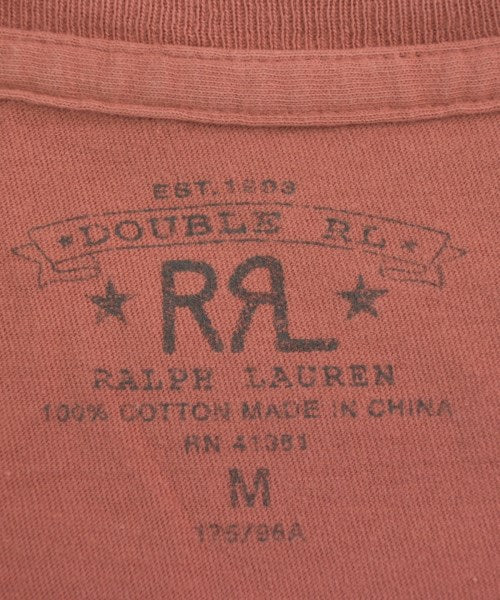 EST. 1993
★ DOUBLE RL ★
★ RRL ★
RALPH LAUREN
100% COTTON MADE IN CHINA
RN 41381
M
175/96A